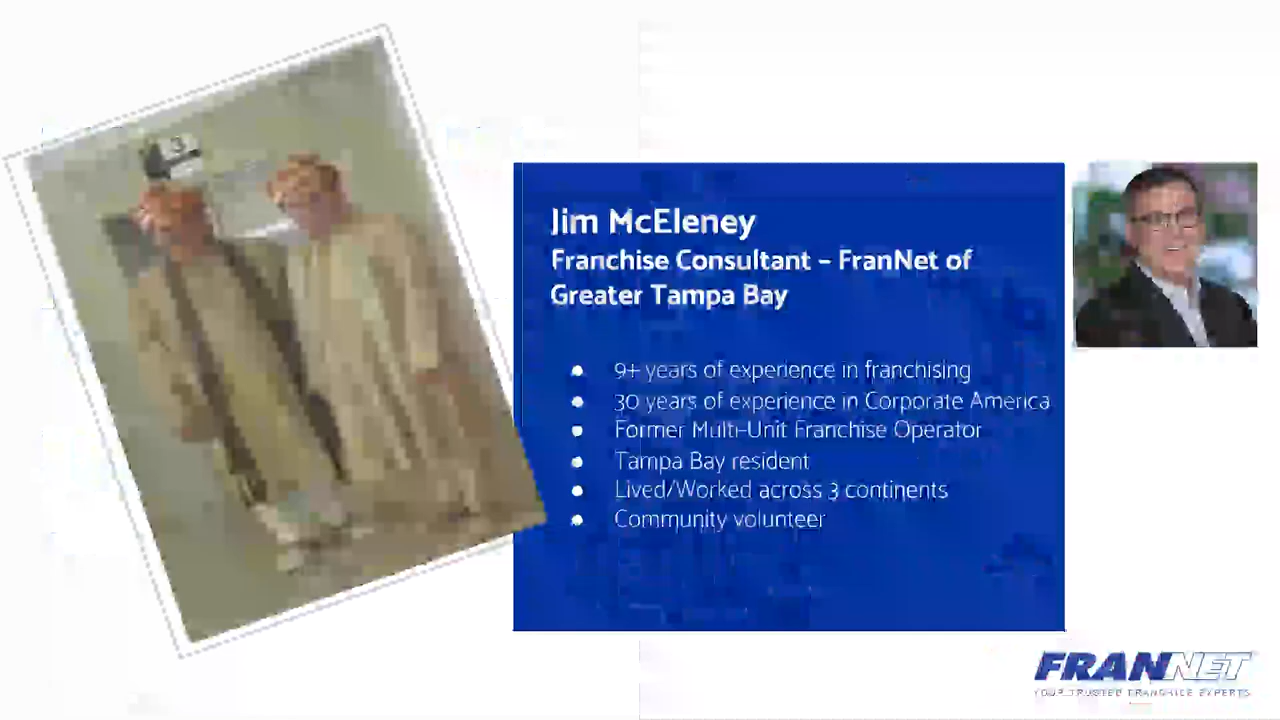 3
Jim McEleney
Franchise Consultant – FranNet of
Greater Tampa Bay
● 9+ years of experience in franchising
● 30 years of experience in Corporate America
● Former Multi-Unit Franchise Operator
● Tampa Bay resident
● Lived/Worked across 3 continents
● Community volunteer
FRANNET
YOUR TRUSTED FRANCHISE EXPERTS